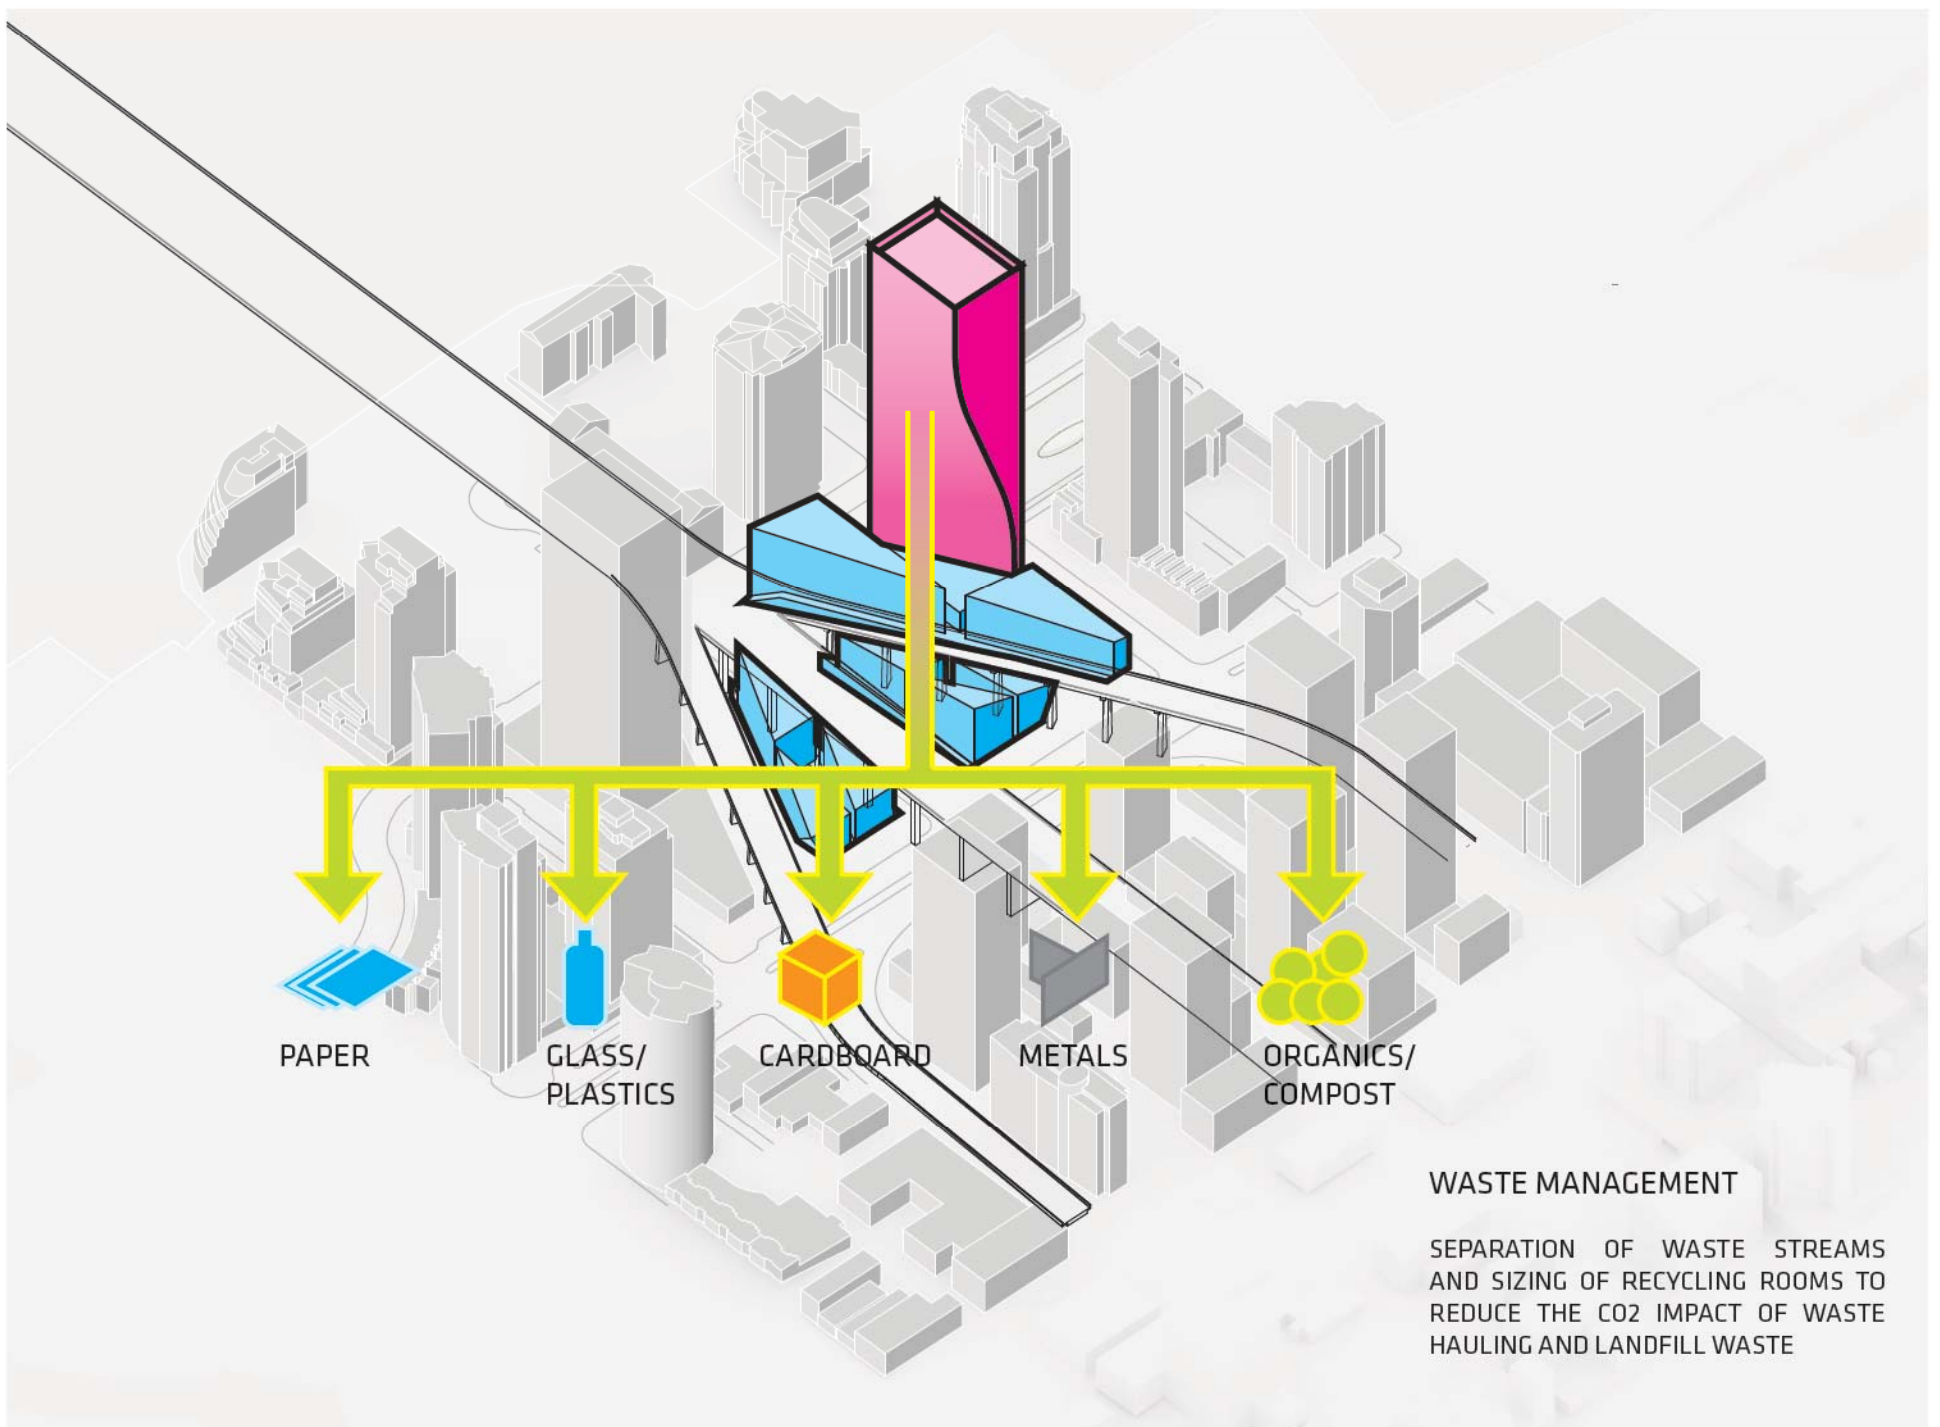 PAPER
GLASS/
PLASTICS
CARDBOARD
METALS
ORGANICS/
COMPOST
WASTE MANAGEMENT
SEPARATION OF WASTE STREAMS
AND SIZING OF RECYCLING ROOMS TO
REDUCE THE CO2 IMPACT OF WASTE
HAULING AND LANDFILL WASTE